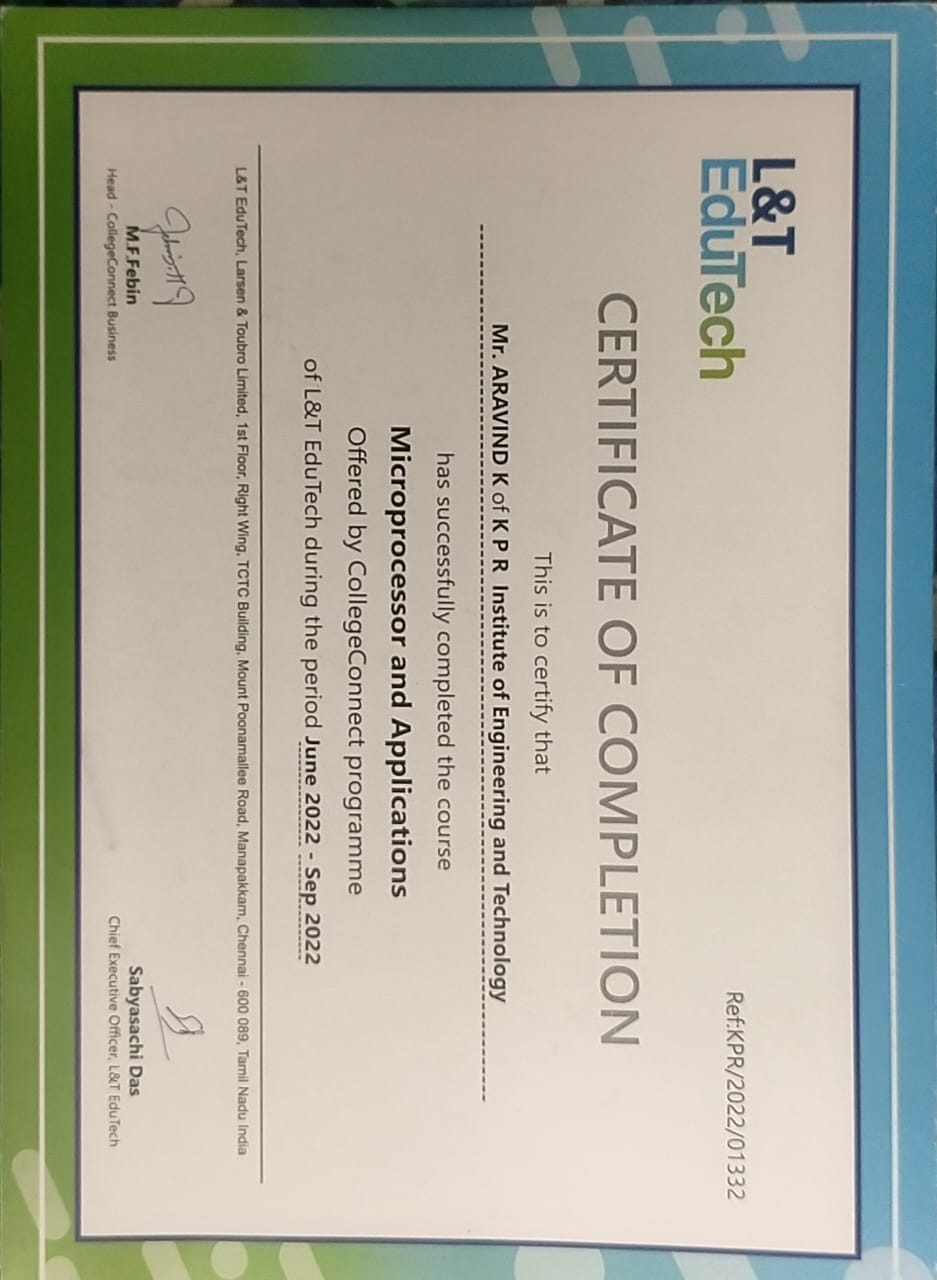 L&T
EduTech
Ref:KPR/2022/01332
CERTIFICATE OF COMPLETION
This is to certify that
Mr. ARAVIND K of K P R Institute of Engineering and Technology
has successfully completed the course
Microprocessor and Applications
Offered by CollegeConnect programme
of L&T EduTech during the period June 2022 - Sep 2022
L&T EduTech, Larsen & Toubro Limited, 1st Floor, Right Wing, TCTC Building, Mount Poonamallee Road, Manapakkam, Chennai - 600 089, Tamil Nadu India
M.F.Febin
Head - CollegeConnect Business
Sabyasachi Das
Chief Executive Officer, L&T EduTech